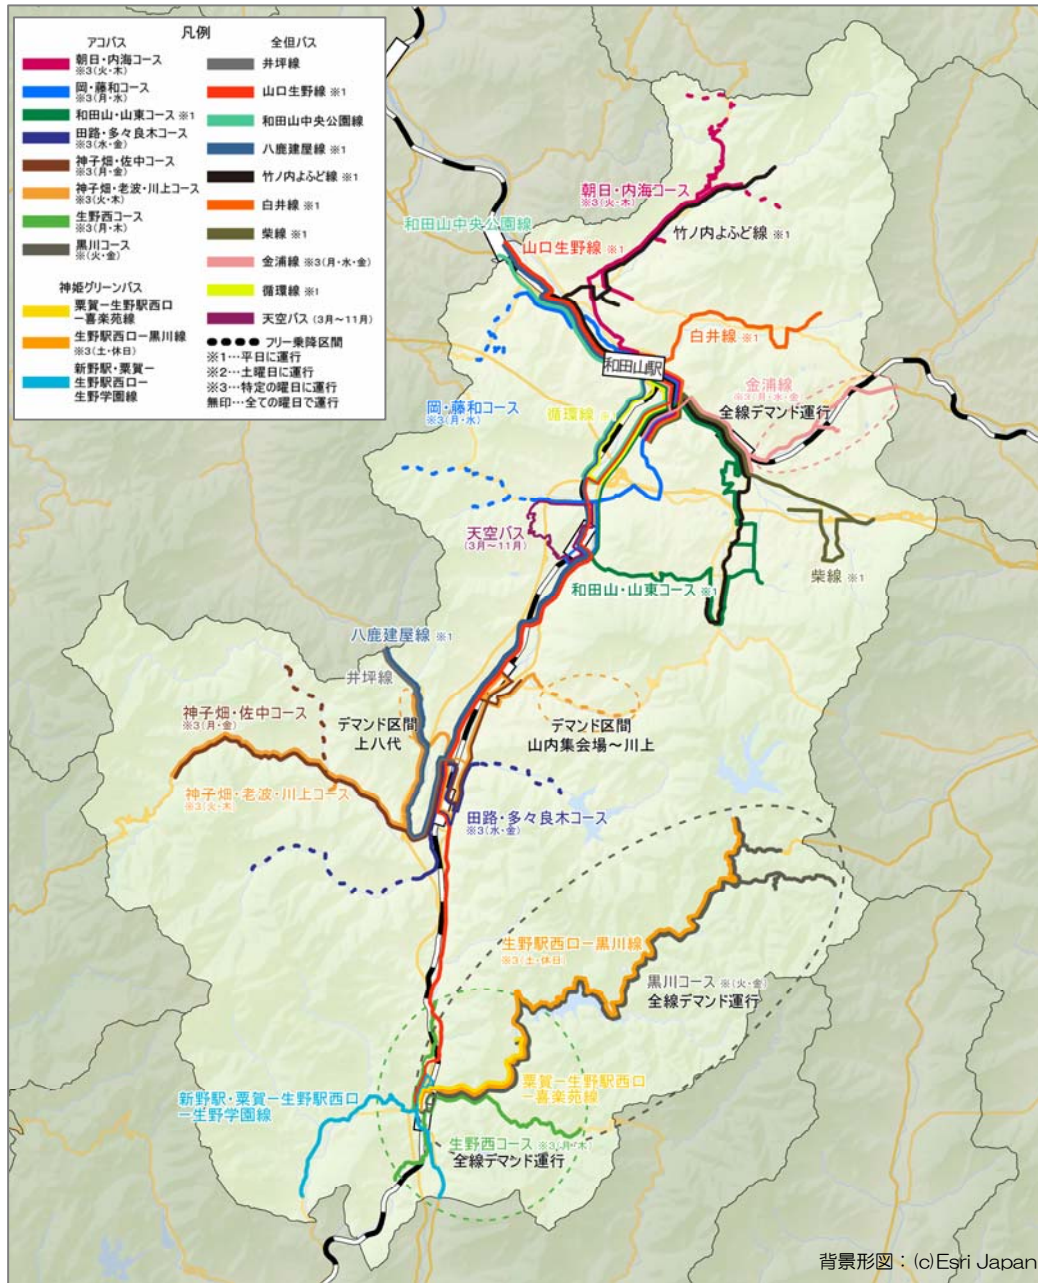 凡例
アコバス
朝日・内海コース
※3(火・木)
岡・藤和コース
※3(月・水)
和田山・山東コース ※1
田路・多々良木コース
※3(水・金)
神子畑・佐中コース
※3(月・金)
神子畑・老波・川上コース
※3(火・木)
生野西コース
※3(月・木)
黒川コース
※(火・金)
神姫グリーンバス
粟賀ー生野駅西口
ー喜楽苑線
生野駅西口ー黒川線
※3(土・休日)
新野駅・粟賀ー
生野駅西口ー
生野学園線
全但バス
井坪線
山口生野線 ※1
和田山中央公園線
八鹿建屋線 ※1
竹ノ内よふど線 ※1
白井線 ※1
柴線 ※1
金浦線 ※3(月・水・金)
循環線 ※1
天空バス (3月～11月)
フリー乗降区間
※1…平日に運行
※2…土曜日に運行
※3…特定の曜日に運行
無印…全ての曜日で運行
朝日・内海コース
※3(火・木)
和田山中央公園線
竹ノ内よふど線 ※1
山口生野線 ※1
白井線 ※1
和田山駅
金浦線
※3(月・水・金)
全線デマンド運行
岡・藤和コース
※3(月・水)
循環線
天空バス
(3月～11月)
柴線 ※1
和田山・山東コース ※1
八鹿建屋線 ※1
井坪線
神子畑・佐中コース
※3(月・金)
デマンド区間
上八代
デマンド区間
山内集会場～川上
神子畑・老波・川上コース
※3(火・木)
田路・多々良木コース
※3(水・金)
生野駅西口ー黒川線
※3(土・休日)
黒川コース ※(火・金)
全線デマンド運行
新野駅・粟賀ー生野駅西口
ー生野学園線
粟賀ー生野駅西口
ー喜楽苑線
生野西コース ※3(月・木)
全線デマンド運行
背景形図：(c)Esri Japan